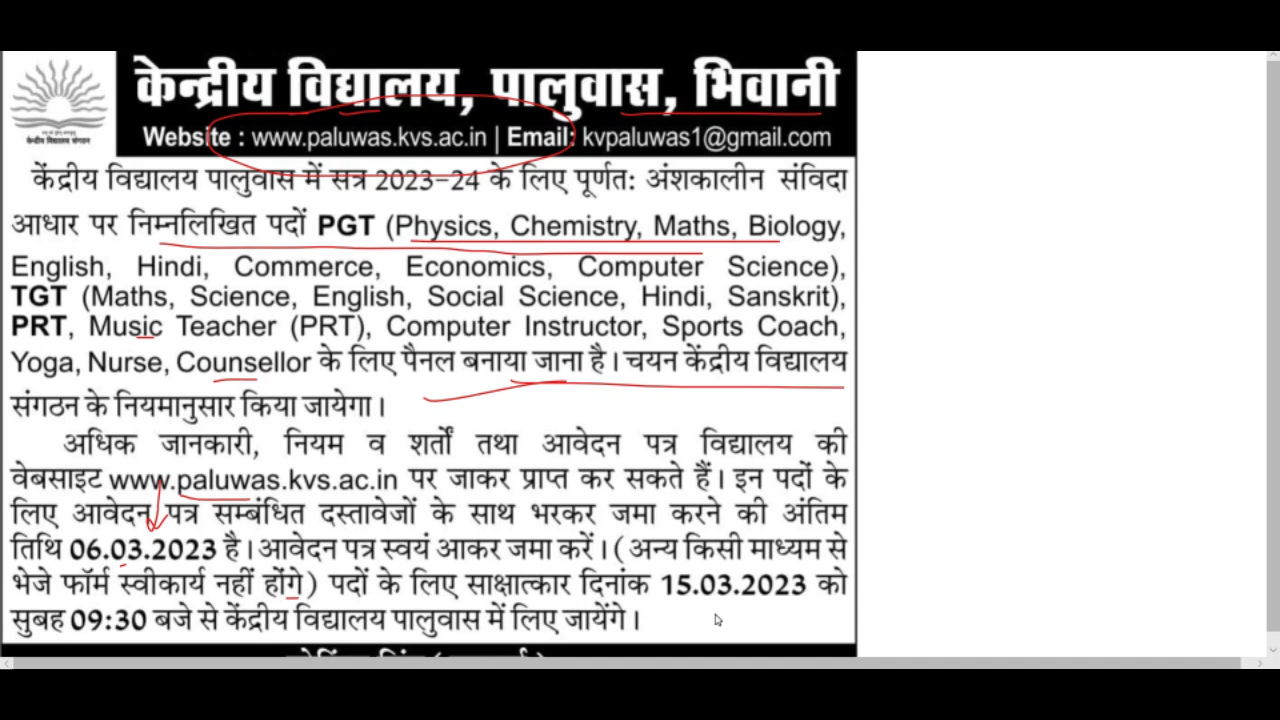 केन्द्रीय विद्यालय, पालुवास, भिवानी
केन्द्रीय विद्यालय संगठन
Website : www.paluwas.kvs.ac.in | Email: kvpaluwas1@gmail.com
केंद्रीय विद्यालय पालुवास में सत्र 2023-24 के लिए पूर्णत: अंशकालीन संविदा
आधार पर निम्नलिखित पदों PGT (Physics, Chemistry, Maths, Biology,
English, Hindi, Commerce, Economics, Computer Science),
TGT (Maths, Science, English, Social Science, Hindi, Sanskrit),
PRT, Music Teacher (PRT), Computer Instructor, Sports Coach,
Yoga, Nurse, Counsellor के लिए पैनल बनाया जाना है। चयन केंद्रीय विद्यालय
संगठन के नियमानुसार किया जायेगा।
अधिक जानकारी, नियम व शर्तों तथा आवेदन पत्र विद्यालय की
वेबसाइट www.paluwas.kvs.ac.in पर जाकर प्राप्त कर सकते हैं। इन पदों के
लिए आवेदन पत्र सम्बंधित दस्तावेजों के साथ भरकर जमा करने की अंतिम
तिथि 06.03.2023 है। आवेदन पत्र स्वयं आकर जमा करें। (अन्य किसी माध्यम से
भेजे फॉर्म स्वीकार्य नहीं होंगे) पदों के लिए साक्षात्कार दिनांक 15.03.2023 को
सुबह 09:30 बजे से केंद्रीय विद्यालय पालुवास में लिए जायेंगे।